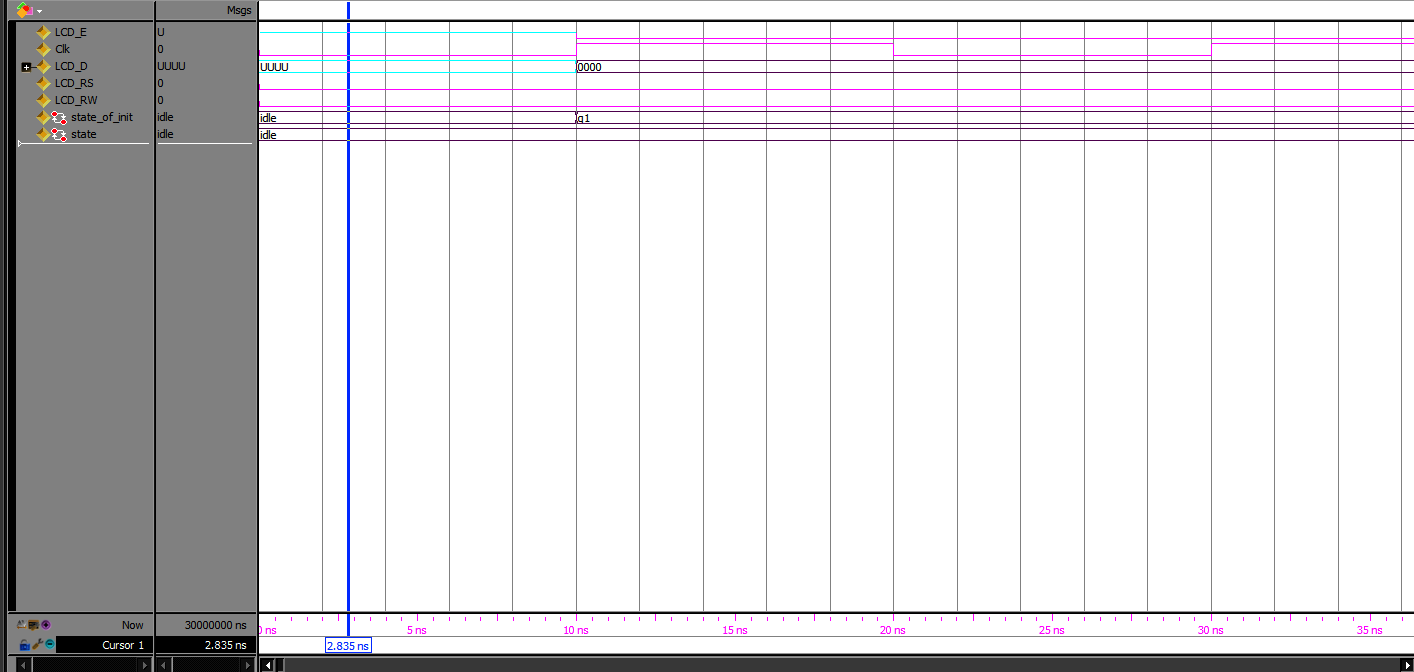 Msgs
LCD_E U
Clk 0
LCD_D UUUU UUUU 0000
LCD_RS 0
LCD_RW 0
state_of_init idle idle q1
state idle idle
Now 30000000 ns 0 ns 5 ns 10 ns 15 ns 20 ns 25 ns 30 ns 35 ns
Cursor 1 2.835 ns 2.835 ns